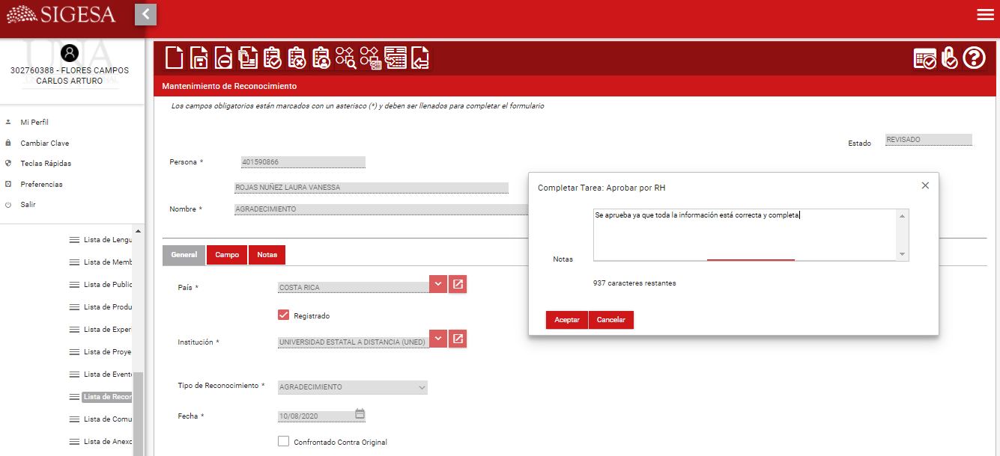 SIGESA
UNA
302760388 - FLORES CAMPOS
CARLOS ARTURO
Mi Perfil
Cambiar Clave
Teclas Rápidas
Preferencias
Salir
Lista de Lengu
Lista de Memb
Lista de Public
Lista de Produ
Lista de Exper
Lista de Proye
Lista de Evento
Lista de Recor
Lista de Comu
Lista de Anexo
Mantenimiento de Reconocimiento
Los campos obligatorios están marcados con un asterisco (*) y deben ser llenados para completar el formulario
Estado REVISADO
Persona * 401590866
ROJAS NUÑEZ LAURA VANESSA
Nombre * AGRADECIMIENTO
General Campo Notas
País * COSTA RICA
Registrado
Institución * UNIVERSIDAD ESTATAL A DISTANCIA (UNED)
Tipo de Reconocimiento * AGRADECIMIENTO
Fecha * 10/08/2020
Confrontado Contra Original
Completar Tarea: Aprobar por RH
Se aprueba ya que toda la información está correcta y completa
Notas
937 caracteres restantes
Aceptar Cancelar